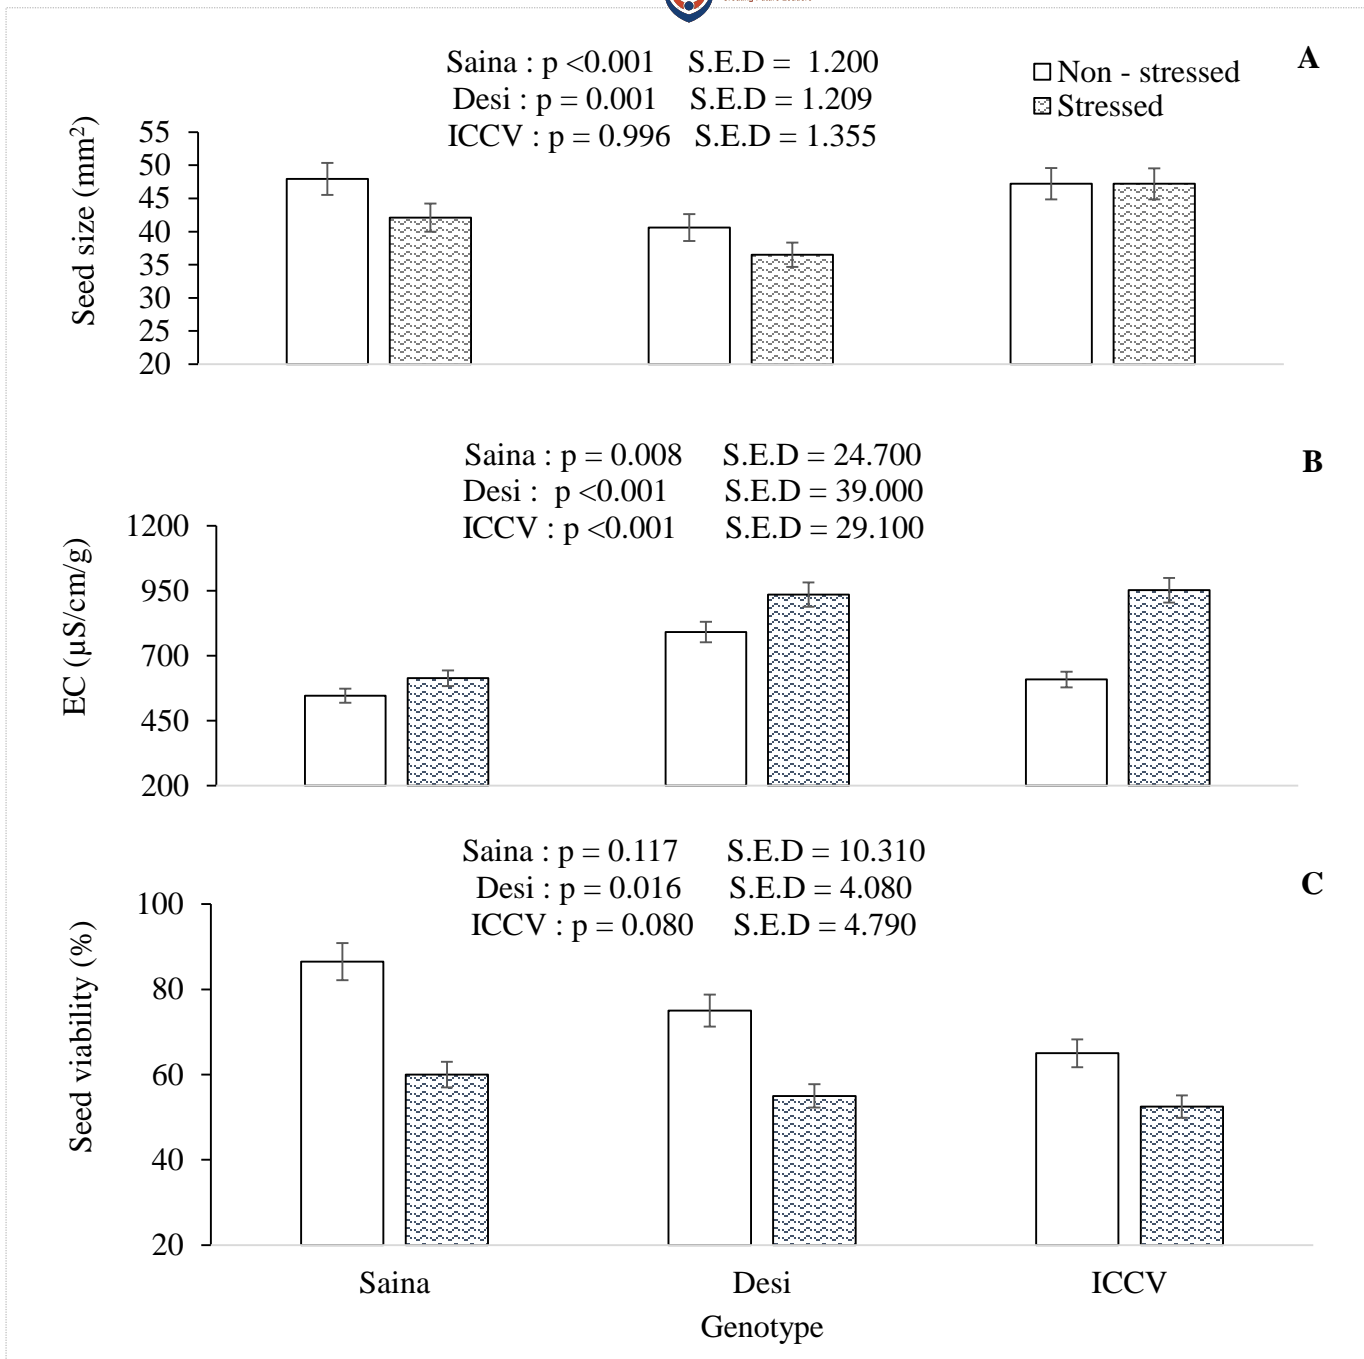 Saina : p <0.001 S.E.D = 1.200
Desi : p = 0.001 S.E.D = 1.209
ICCV : p = 0.996 S.E.D = 1.355
Non - stressed
Stressed
A
Seed size (mm²)
55
50
45
40
35
30
25
20
Saina : p = 0.008 S.E.D = 24.700
Desi : p <0.001 S.E.D = 39.000
ICCV : p <0.001 S.E.D = 29.100
B
EC (µS/cm/g)
1200
950
700
450
200
Saina : p = 0.117 S.E.D = 10.310
Desi : p = 0.016 S.E.D = 4.080
ICCV : p = 0.080 S.E.D = 4.790
C
Seed viability (%)
100
80
60
40
20
Saina Desi ICCV
Genotype